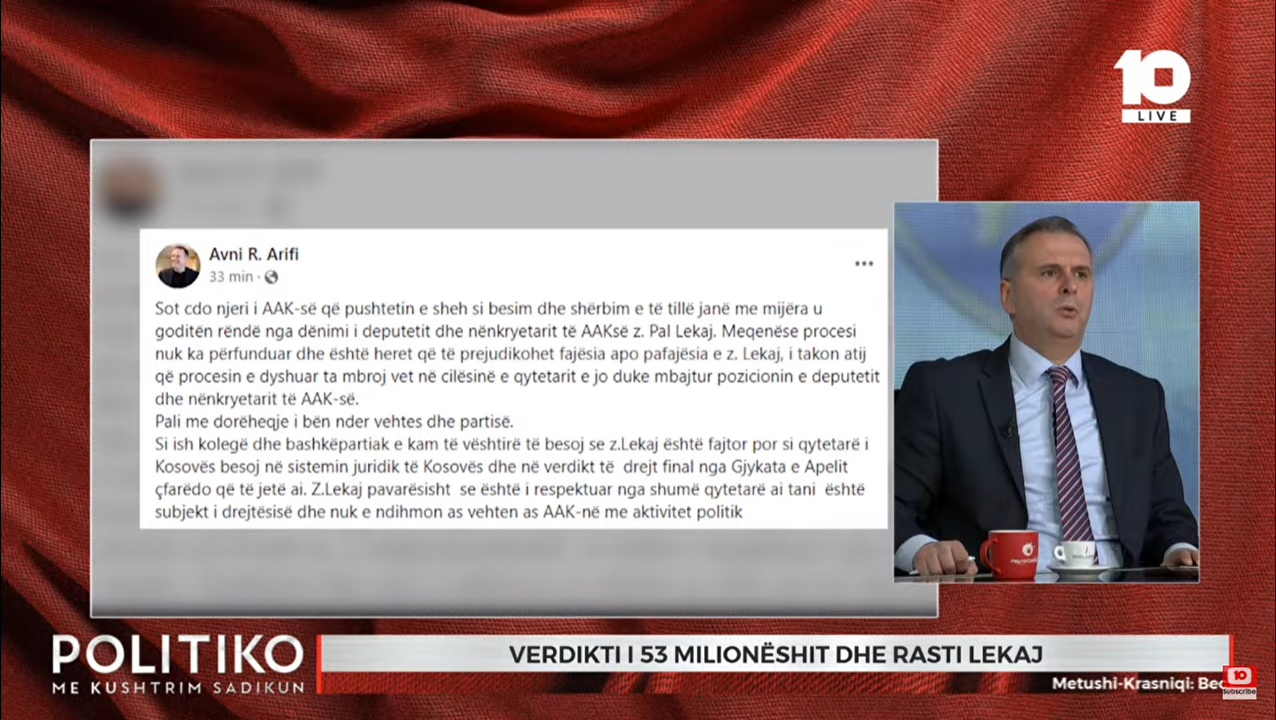 10
LIVE
Avni R. Arifi
33 min ·
Sot cdo njeri i AAK-së që pushtetin e sheh si besim dhe shërbim e të tillë janë me mijëra u
goditën rëndë nga dënimi i deputetit dhe nënkryetarit të AAKsë z. Pal Lekaj. Meqenëse procesi
nuk ka përfunduar dhe është heret që të prejudikohet fajësia apo pafajësia e z. Lekaj, i takon atij
që procesin e dyshuar ta mbroj vet në cilësinë e qytetarit e jo duke mbajtur pozicionin e deputetit
dhe nënkryetarit të AAK-së.
Pali me dorëheqje i bën nder vehtes dhe partisë.
Si ish kolegë dhe bashkëpartiak e kam të vështirë të besoj se z.Lekaj është fajtor por si qytetarë i
Kosovës besoj në sistemin juridik të Kosovës dhe në verdikt të drejt final nga Gjykata e Apelit
çfarëdo që të jetë ai. Z.Lekaj pavarësisht se është i respektuar nga shumë qytetarë ai tani është
subjekt i drejtësisë dhe nuk e ndihmon as vehten as AAK-në me aktivitet politik
POLITIKO
ME KUSHTRIM SADIKUN
VERDIKTI I 53 MILIONËSHIT DHE RASTI LEKAJ
Metushi-Krasniqi:
10
Subscribe